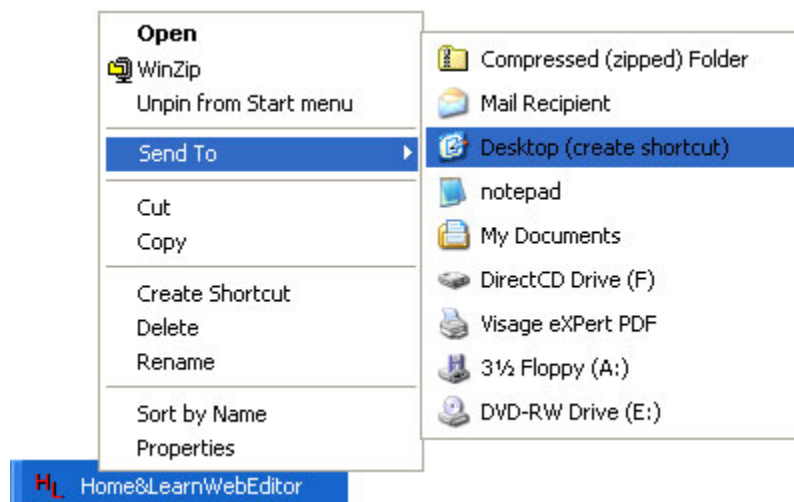 Open
WinZip
Unpin from Start menu
Send To
Cut
Copy
Create Shortcut
Delete
Rename
Sort by Name
Properties
HL Home&LearnWebEditor
Compressed (zipped) Folder
Mail Recipient
Desktop (create shortcut)
notepad
My Documents
DirectCD Drive (F)
Visage eXPert PDF
3½ Floppy (A:)
DVD-RW Drive (E:)